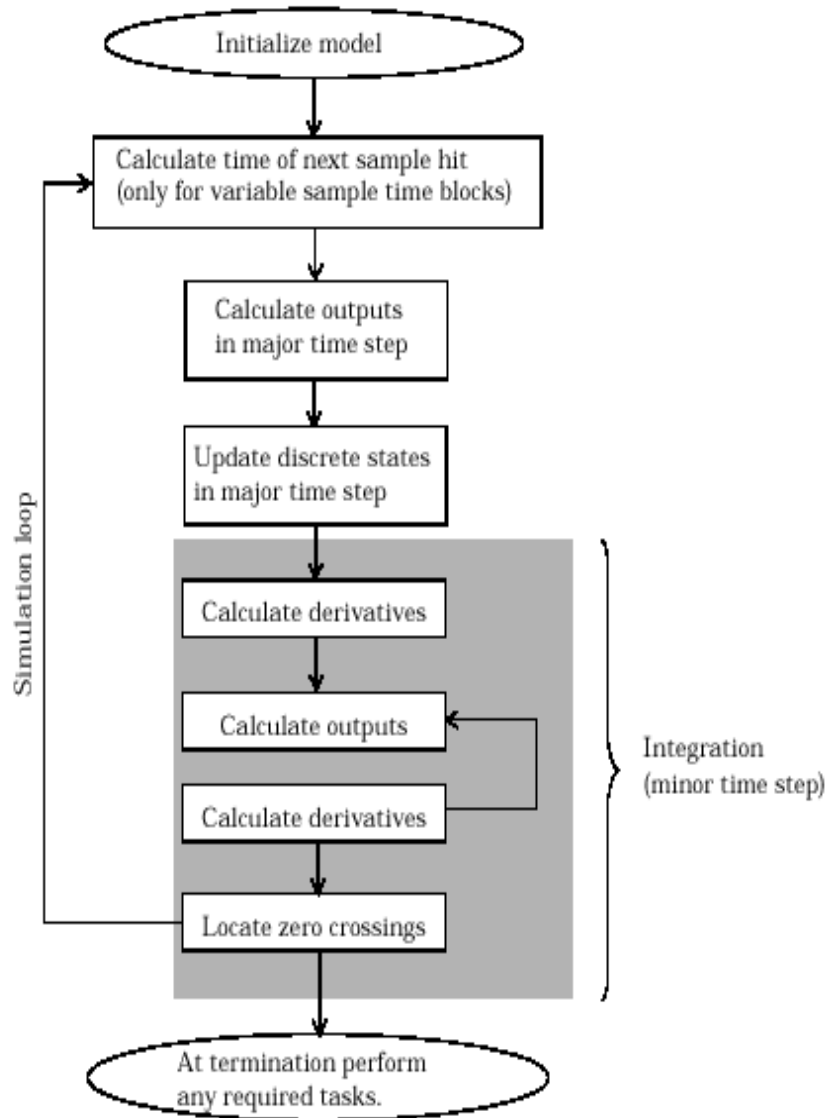 Initialize model
Calculate time of next sample hit
(only for variable sample time blocks)
Calculate outputs
in major time step
Update discrete states
in major time step
Simulation loop
Calculate derivatives
Calculate outputs
Calculate derivatives
Locate zero crossings
Integration
(minor time step)
At termination perform
any required tasks.